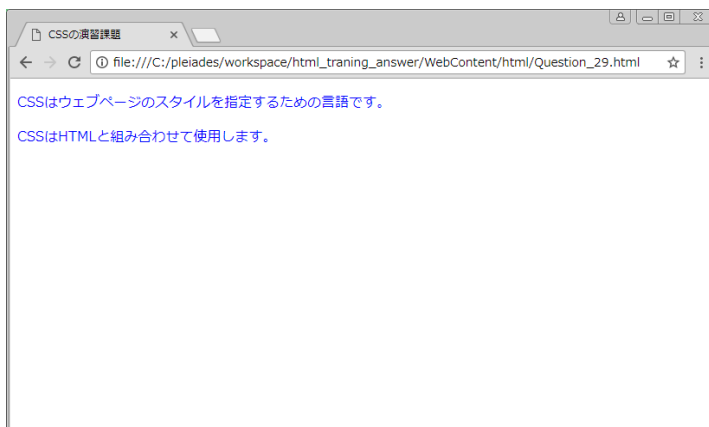 CSSの演習課題
file:///C:/pleiades/workspace/html_traning_answer/WebContent/html/Question_29.html
CSSはウェブページのスタイルを指定するための言語です。
CSSはHTMLと組み合わせて使用します。